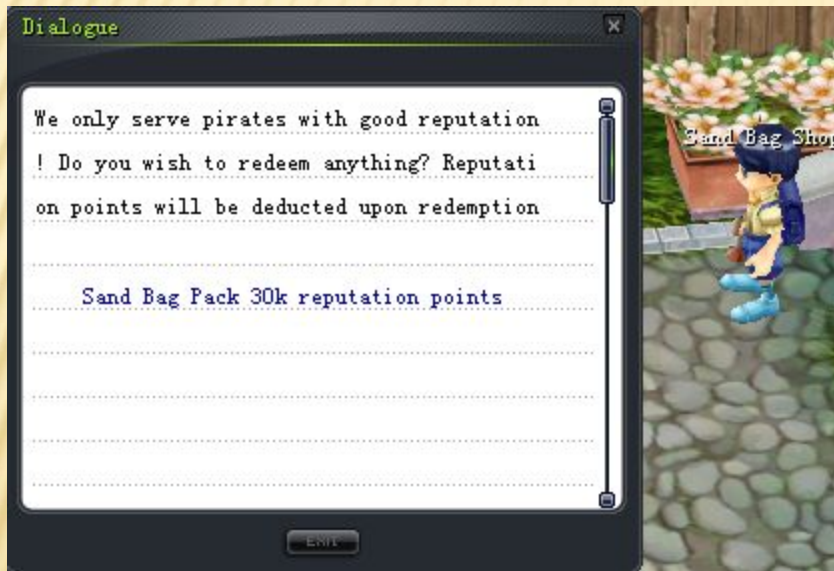 Dialogue
We only serve pirates with good reputation
! Do you wish to redeem anything? Reputati
on points will be deducted upon redemption
Sand Bag Pack 30k reputation points
EXIT
Sand Bag Shop